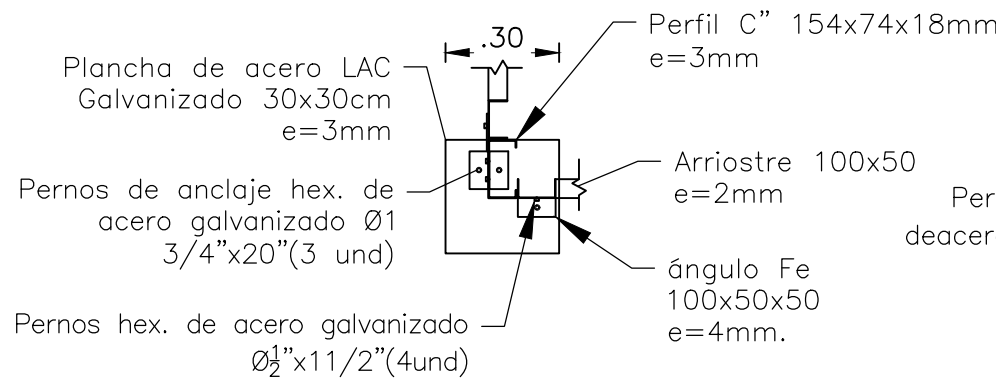 .30
Perfil C” 154x74x18mm
e=3mm
Plancha de acero LAC
Galvanizado 30x30cm
e=3mm
Arriostre 100x50
e=2mm
Pernos de anclaje hex. de
acero galvanizado Ø1
3/4”x20”(3 und)
Per
deacer
ángulo Fe
100x50x50
e=4mm.
Pernos hex. de acero galvanizado
Ø½”x11/2”(4und)